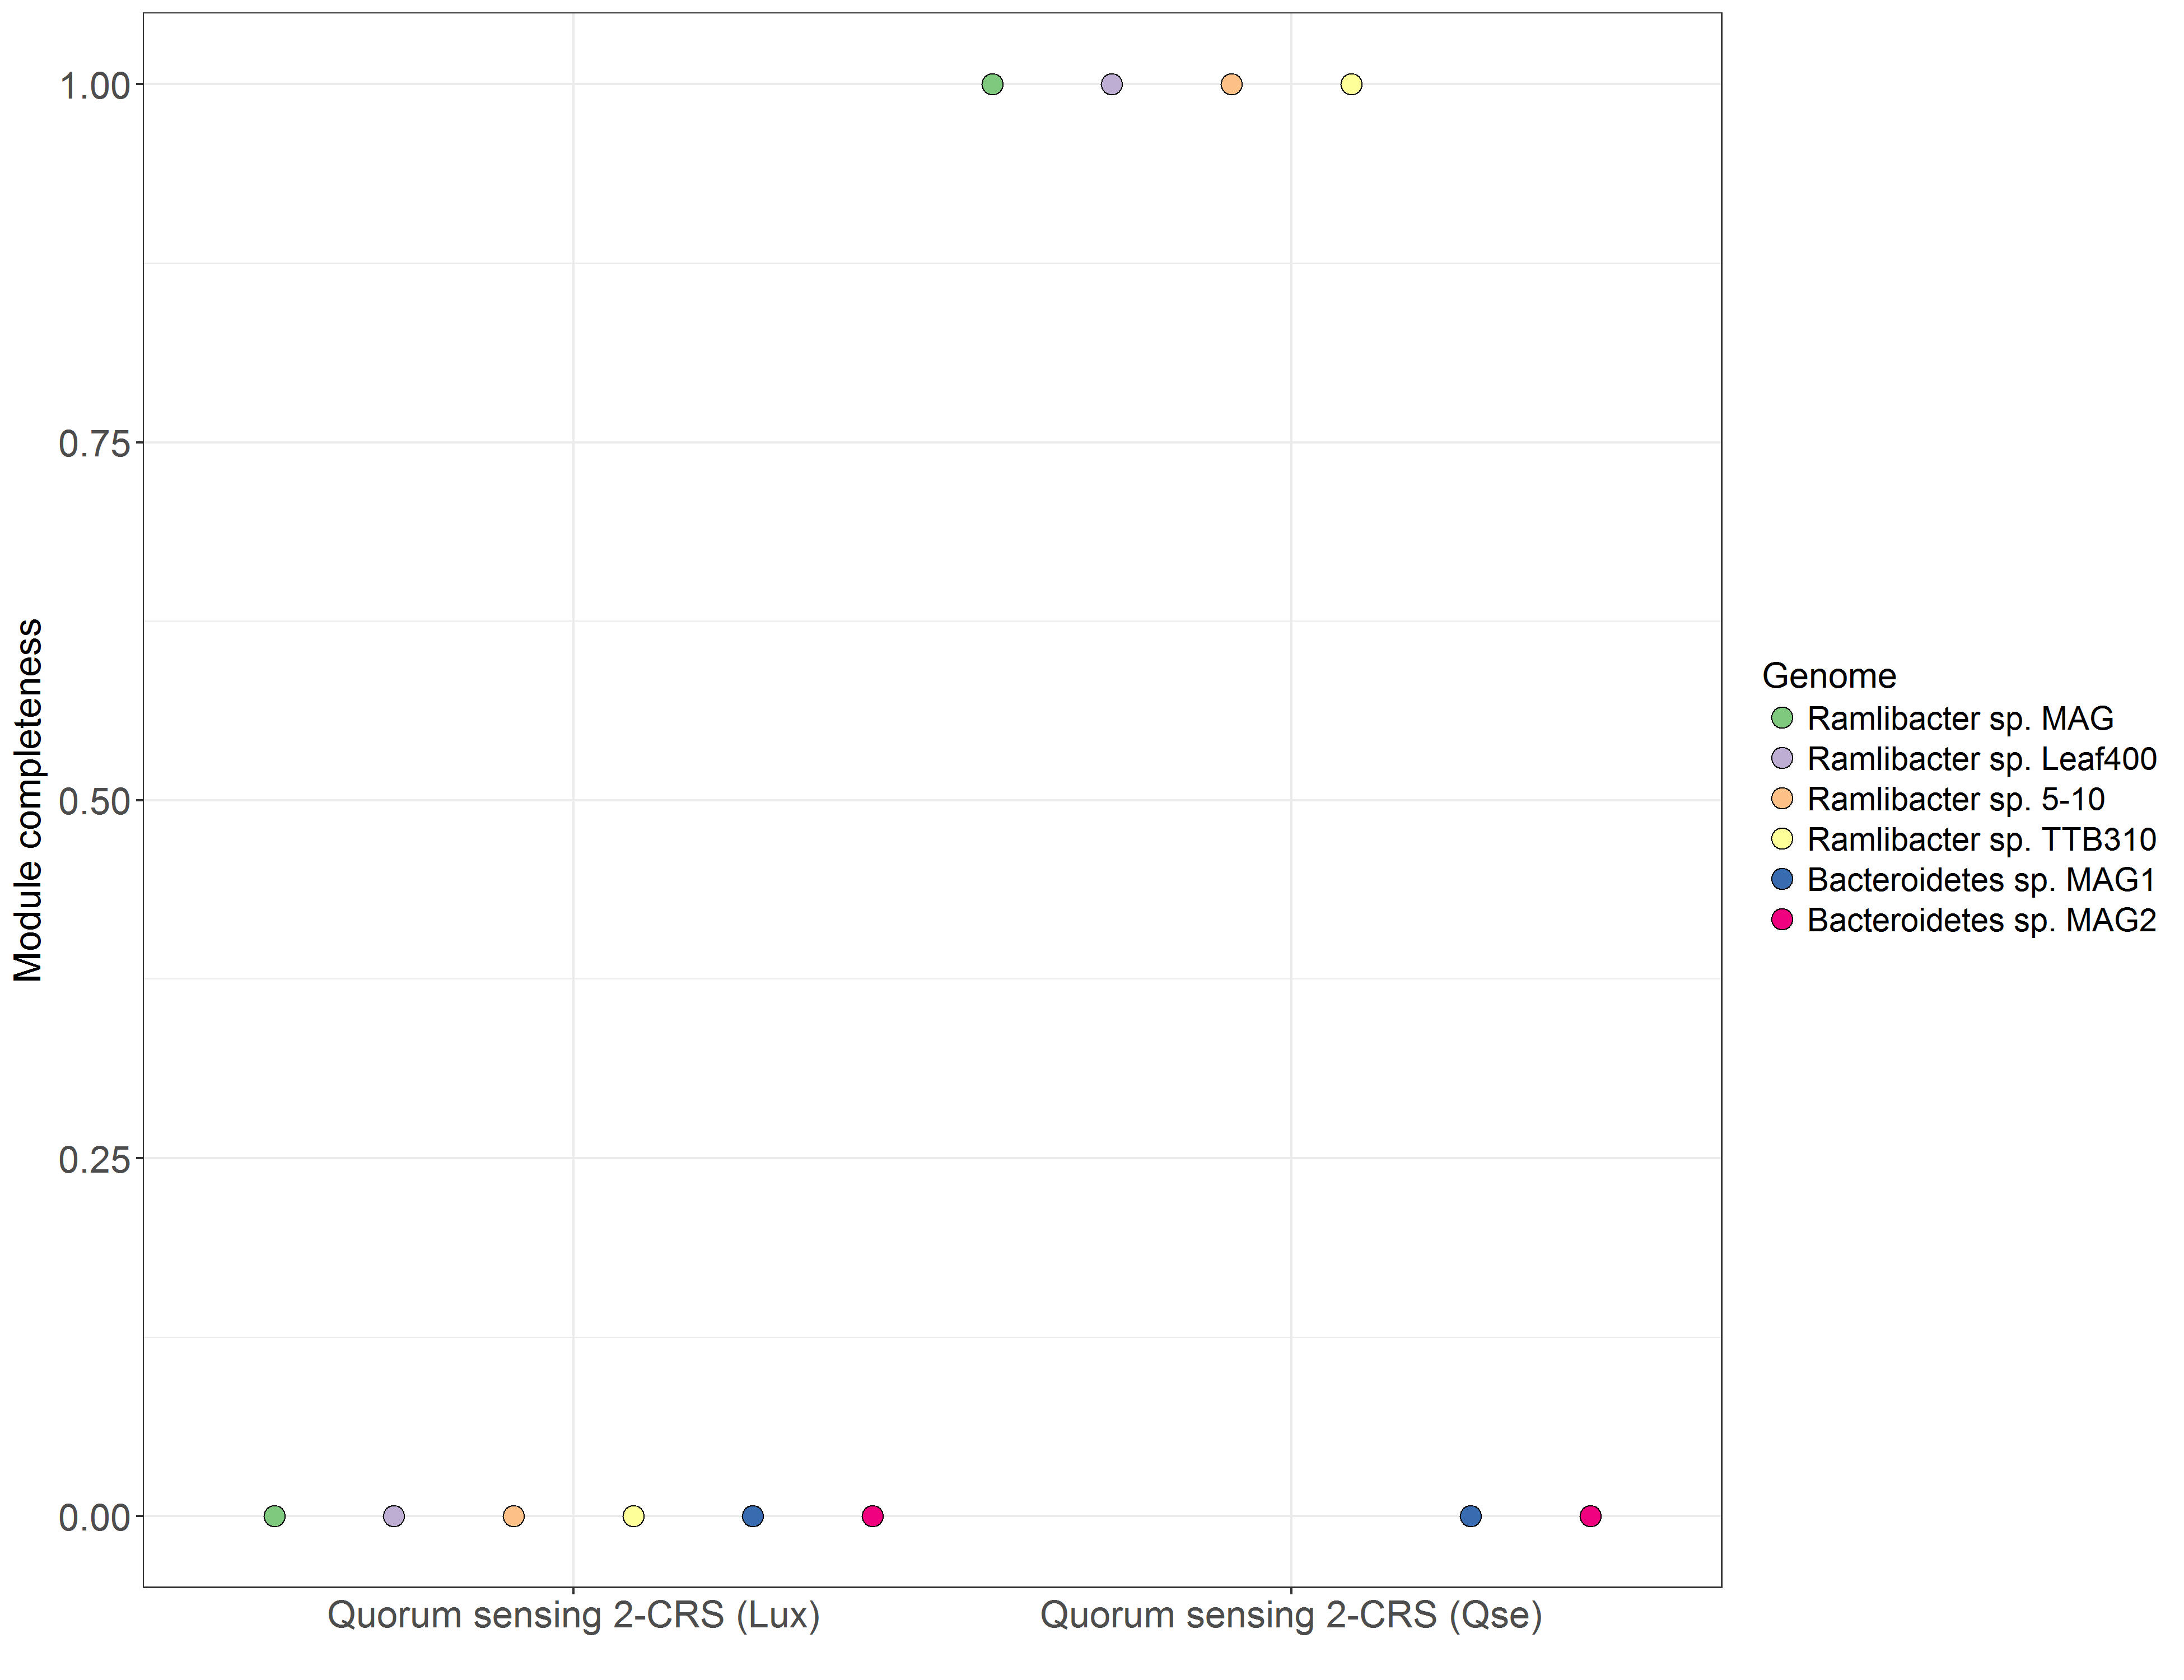 Module completeness
1.00
0.75
0.50
0.25
0.00
Quorum sensing 2-CRS (Lux)
Quorum sensing 2-CRS (Qse)
Genome
Ramlibacter sp. MAG
Ramlibacter sp. Leaf400
Ramlibacter sp. 5-10
Ramlibacter sp. TTB310
Bacteroidetes sp. MAG1
Bacteroidetes sp. MAG2